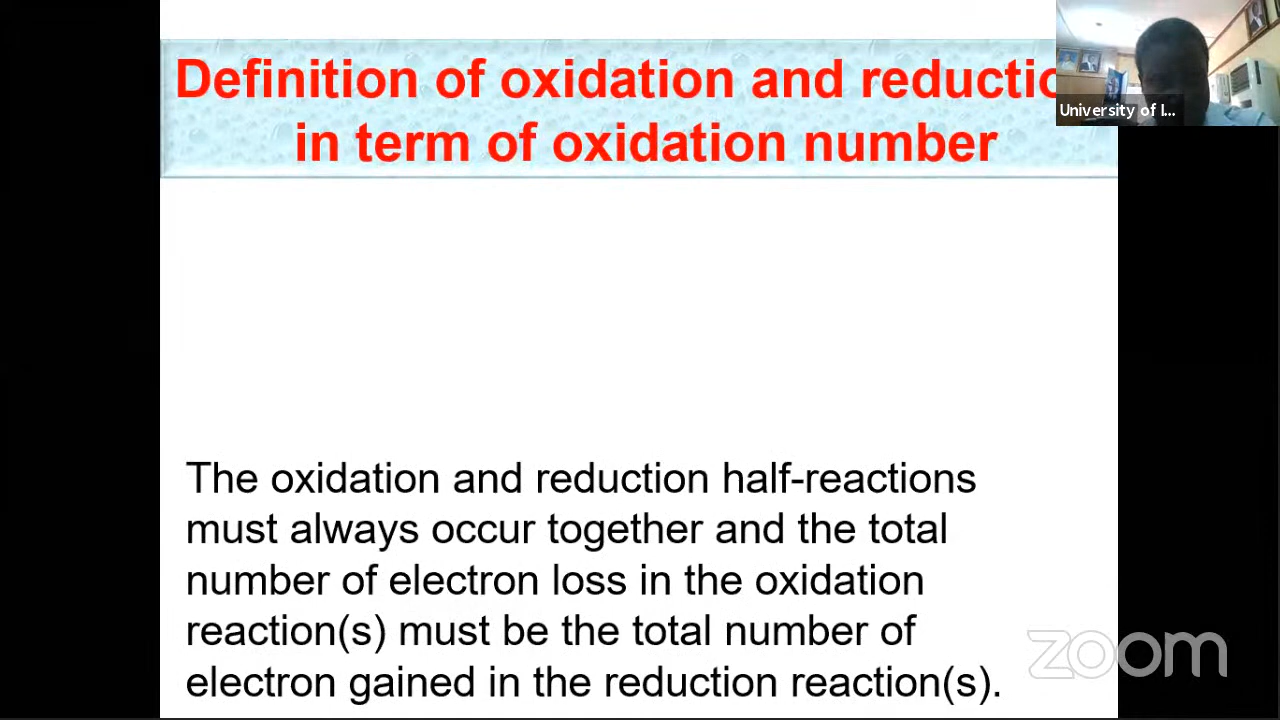 Definition of oxidation and reductio
in term of oxidation number
University of I...
The oxidation and reduction half-reactions
must always occur together and the total
number of electron loss in the oxidation
reaction(s) must be the total number of
electron gained in the reduction reaction(s).
zoom